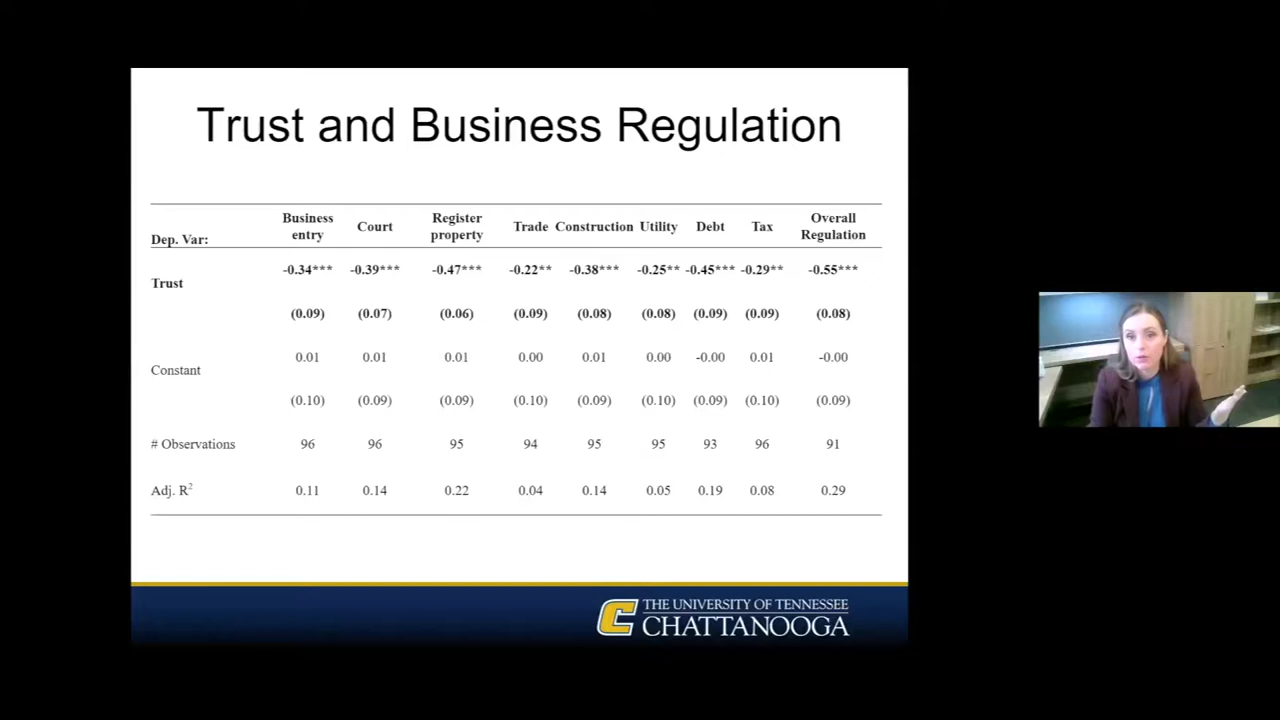 Trust and Business Regulation
Dep. Var: Business entry Court Register property Trade Construction Utility Debt Tax Overall Regulation
Trust -0.34*** -0.39*** -0.47*** -0.22** -0.38*** -0.25** -0.45*** -0.29** -0.55***
(0.09) (0.07) (0.06) (0.09) (0.08) (0.08) (0.09) (0.09) (0.08)
Constant 0.01 0.01 0.01 0.00 0.01 0.00 -0.00 0.01 -0.00
(0.10) (0.09) (0.09) (0.10) (0.09) (0.10) (0.09) (0.10) (0.09)
# Observations 96 96 95 94 95 95 93 96 91
Adj. R² 0.11 0.14 0.22 0.04 0.14 0.05 0.19 0.08 0.29
C THE UNIVERSITY OF TENNESSEE
CHATTANOOGA